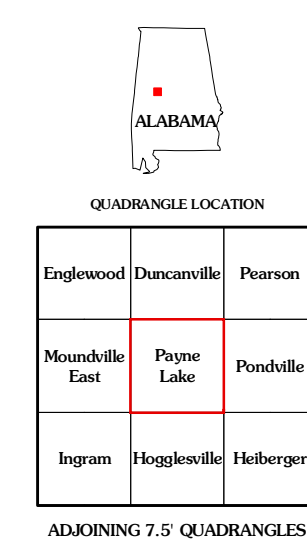 ALABAMA
QUADRANGLE LOCATION
Englewood Duncanville Pearson
Moundville East Payne Lake Pondville
Ingram Hogglesville Heiberger
ADJOINING 7.5' QUADRANGLES